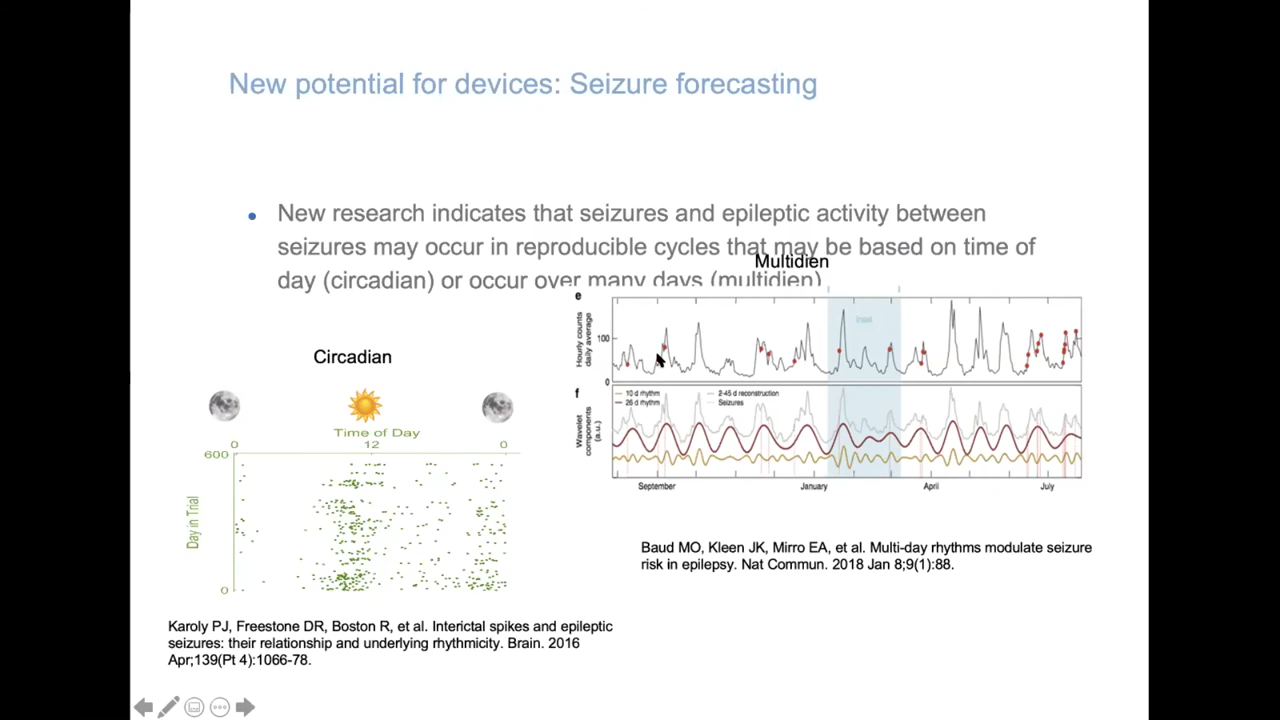 New potential for devices: Seizure forecasting
• New research indicates that seizures and epileptic activity between
seizures may occur in reproducible cycles that may be based on time of
day (circadian) or occur over many days (multidien)
Multidien
Circadian
Time of Day
0 12 0
600
Day in Trial
0
e
Hourly counts
daily average
100
0
Inset
f
Wavelet
components
(a.u.)
10 d rhythm
26 d rhythm
2-45 d reconstruction
Seizures
September January April July
Baud MO, Kleen JK, Mirro EA, et al. Multi-day rhythms modulate seizure
risk in epilepsy. Nat Commun. 2018 Jan 8;9(1):88.
Karoly PJ, Freestone DR, Boston R, et al. Interictal spikes and epileptic
seizures: their relationship and underlying rhythmicity. Brain. 2016
Apr;139(Pt 4):1066-78.